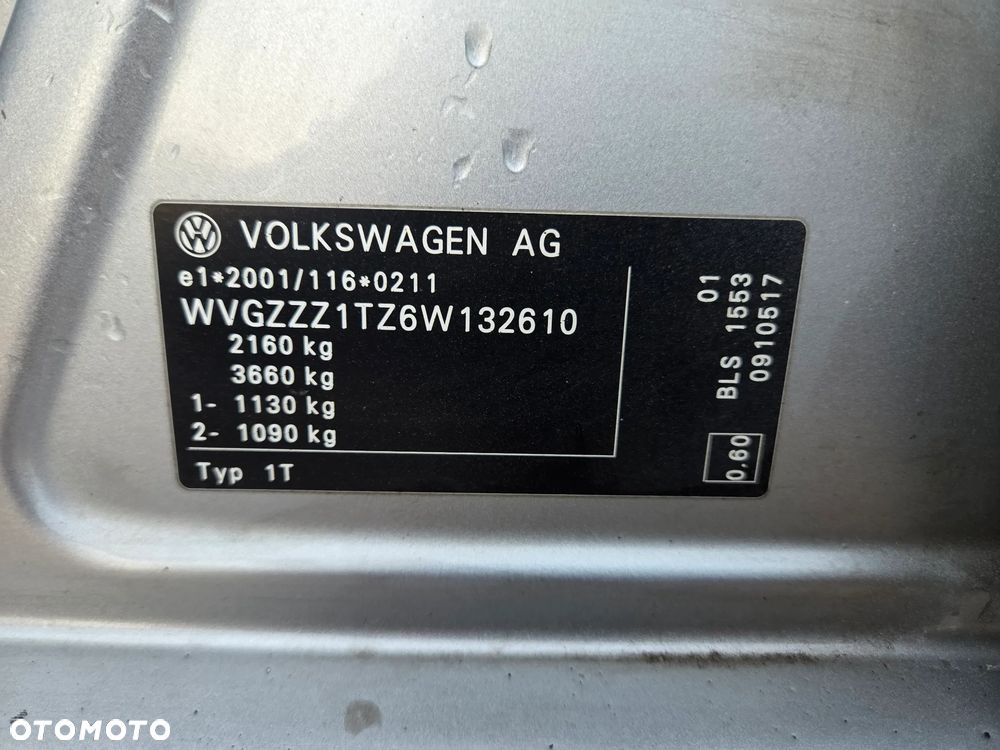 VOLKSWAGEN AG
e1*2001/116*0211
WVGZZZ1TZ6W132610
2160 kg
3660 kg
1- 1130 kg
2- 1090 kg
Typ 1T
01
BLS 1553
0910517
0.60
OTOMOTO